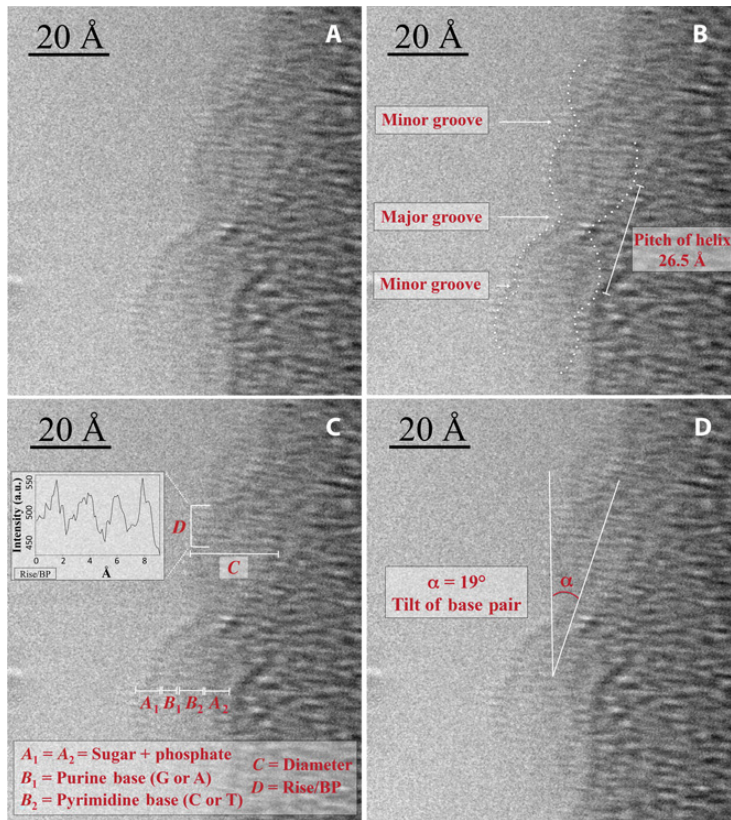 20 Å
A
20 Å
B
Minor groove
Major groove
Pitch of helix
26.5 Å
Minor groove
20 Å
C
Intensity (a.u.)
550
500
450
0 2 4 6 8
Å
Rise/BP
D
C
A1 B1 B2 A2
A1 = A2 = Sugar + phosphate
B1 = Purine base (G or A)
B2 = Pyrimidine base (C or T)
C = Diameter
D = Rise/BP
20 Å
D
α = 19°
Tilt of base pair
α